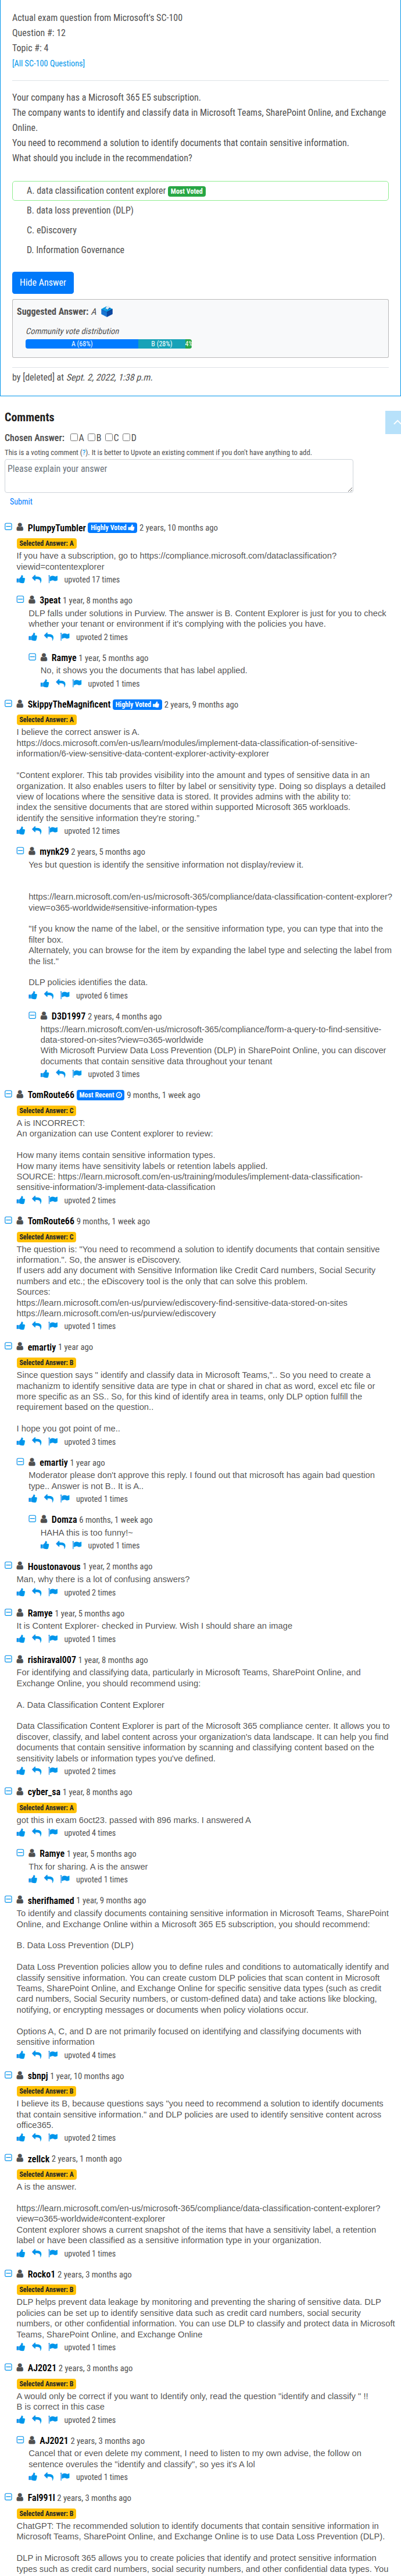 Actual exam question from Microsoft's SC-100
Question #: 12
Topic #: 4
[All SC-100 Questions]
Your company has a Microsoft 365 E5 subscription.
The company wants to identify and classify data in Microsoft Teams, SharePoint Online, and Exchange
Online.
You need to recommend a solution to identify documents that contain sensitive information.
What should you include in the recommendation?
A. data classification content explorer Most Voted
B. data loss prevention (DLP)
C. eDiscovery
D. Information Governance
Hide Answer
Suggested Answer: A
Community vote distribution
A (68%) B (28%) 4%
by [deleted] at Sept. 2, 2022, 1:38 p.m.
Comments
Chosen Answer: A B C D
This is a voting comment (?). It is better to Upvote an existing comment if you don't have anything to add.
Please explain your answer
Submit
PlumpyTumbler Highly Voted 2 years, 10 months ago
Selected Answer: A
If you have a subscription, go to https://compliance.microsoft.com/dataclassification?
viewid=contentexplorer
upvoted 17 times
3peat 1 year, 8 months ago
DLP falls under solutions in Purview. The answer is B. Content Explorer is just for you to check
whether your tenant or environment if it's complying with the policies you have.
upvoted 2 times
Ramye 1 year, 5 months ago
No, it shows you the documents that has label applied.
upvoted 1 times
SkippyTheMagnificent Highly Voted 2 years, 9 months ago
Selected Answer: A
I believe the correct answer is A.
https://docs.microsoft.com/en-us/learn/modules/implement-data-classification-of-sensitive-
information/6-view-sensitive-data-content-explorer-activity-explorer
"Content explorer. This tab provides visibility into the amount and types of sensitive data in an
organization. It also enables users to filter by label or sensitivity type. Doing so displays a detailed
view of locations where the sensitive data is stored. It provides admins with the ability to:
index the sensitive documents that are stored within supported Microsoft 365 workloads.
identify the sensitive information they're storing."
upvoted 12 times
mynk29 2 years, 5 months ago
Yes but question is identify the sensitive information not display/review it.
https://learn.microsoft.com/en-us/microsoft-365/compliance/data-classification-content-explorer?
view=o365-worldwide#sensitive-information-types
"If you know the name of the label, or the sensitive information type, you can type that into the
filter box.
Alternately, you can browse for the item by expanding the label type and selecting the label from
the list."
DLP policies identifies the data.
upvoted 6 times
D3D1997 2 years, 4 months ago
https://learn.microsoft.com/en-us/microsoft-365/compliance/form-a-query-to-find-sensitive-
data-stored-on-sites?view=o365-worldwide
With Microsoft Purview Data Loss Prevention (DLP) in SharePoint Online, you can discover
documents that contain sensitive data throughout your tenant
upvoted 3 times
TomRoute66 Most Recent 9 months, 1 week ago
Selected Answer: C
A is INCORRECT:
An organization can use Content explorer to review:
How many items contain sensitive information types.
How many items have sensitivity labels or retention labels applied.
SOURCE: https://learn.microsoft.com/en-us/training/modules/implement-data-classification-
sensitive-information/3-implement-data-classification
upvoted 2 times
TomRoute66 9 months, 1 week ago
Selected Answer: C
The question is: "You need to recommend a solution to identify documents that contain sensitive
information.". So, the answer is eDiscovery.
If users add any document with Sensitive Information like Credit Card numbers, Social Security
numbers and etc.; the eDiscovery tool is the only that can solve this problem.
Sources:
https://learn.microsoft.com/en-us/purview/ediscovery-find-sensitive-data-stored-on-sites
https://learn.microsoft.com/en-us/purview/ediscovery
upvoted 1 times
emartiy 1 year ago
Selected Answer: B
Since question says " identify and classify data in Microsoft Teams,".. So you need to create a
machanizm to identify sensitive data are type in chat or shared in chat as word, excel etc file or
more specific as an SS.. So, for this kind of identify area in teams, only DLP option fulfill the
requirement based on the question..
I hope you got point of me..
upvoted 3 times
emartiy 1 year ago
Moderator please don't approve this reply. I found out that microsoft has again bad question
type.. Answer is not B.. It is A..
upvoted 1 times
Domza 6 months, 1 week ago
HAHA this is too funny!~
upvoted 1 times
Houstonavous 1 year, 2 months ago
Man, why there is a lot of confusing answers?
upvoted 2 times
Ramye 1 year, 5 months ago
It is Content Explorer- checked in Purview. Wish I should share an image
upvoted 1 times
rishiraval007 1 year, 8 months ago
For identifying and classifying data, particularly in Microsoft Teams, SharePoint Online, and
Exchange Online, you should recommend using:
A. Data Classification Content Explorer
Data Classification Content Explorer is part of the Microsoft 365 compliance center. It allows you to
discover, classify, and label content across your organization's data landscape. It can help you find
documents that contain sensitive information by scanning and classifying content based on the
sensitivity labels or information types you've defined.
upvoted 2 times
cyber_sa 1 year, 8 months ago
Selected Answer: A
got this in exam 6oct23. passed with 896 marks. I answered A
upvoted 4 times
Ramye 1 year, 5 months ago
Thx for sharing. A is the answer
upvoted 1 times
sherifhamed 1 year, 9 months ago
To identify and classify documents containing sensitive information in Microsoft Teams, SharePoint
Online, and Exchange Online within a Microsoft 365 E5 subscription, you should recommend:
B. Data Loss Prevention (DLP)
Data Loss Prevention policies allow you to define rules and conditions to automatically identify and
classify sensitive information. You can create custom DLP policies that scan content in Microsoft
Teams, SharePoint Online, and Exchange Online for specific sensitive data types (such as credit
card numbers, Social Security numbers, or custom-defined data) and take actions like blocking,
notifying, or encrypting messages or documents when policy violations occur.
Options A, C, and D are not primarily focused on identifying and classifying documents with
sensitive information
upvoted 4 times
sbnpj 1 year, 10 months ago
Selected Answer: B
I believe its B, because questions says "you need to recommend a solution to identify documents
that contain sensitive information." and DLP policies are used to identify sensitive content across
office365.
upvoted 2 times
zellck 2 years, 1 month ago
Selected Answer: A
A is the answer.
https://learn.microsoft.com/en-us/microsoft-365/compliance/data-classification-content-explorer?
view=o365-worldwide#content-explorer
Content explorer shows a current snapshot of the items that have a sensitivity label, a retention
label or have been classified as a sensitive information type in your organization.
upvoted 1 times
Rocko1 2 years, 3 months ago
Selected Answer: B
DLP helps prevent data leakage by monitoring and preventing the sharing of sensitive data. DLP
policies can be set up to identify sensitive data such as credit card numbers, social security
numbers, or other confidential information. You can use DLP to classify and protect data in Microsoft
Teams, SharePoint Online, and Exchange Online
upvoted 1 times
AJ2021 2 years, 3 months ago
Selected Answer: B
A would only be correct if you want to Identify only, read the question "identify and classify " !!
B is correct in this case
upvoted 2 times
AJ2021 2 years, 3 months ago
Cancel that or even delete my comment, I need to listen to my own advise, the follow on
sentence overules the "identify and classify", so yes it's A lol
upvoted 1 times
Fal991l 2 years, 3 months ago
Selected Answer: B
ChatGPT: The recommended solution to identify documents that contain sensitive information in
Microsoft Teams, SharePoint Online, and Exchange Online is to use Data Loss Prevention (DLP).
DLP in Microsoft 365 allows you to create policies that identify and protect sensitive information
types such as credit card numbers, social security numbers, and other confidential data types. You